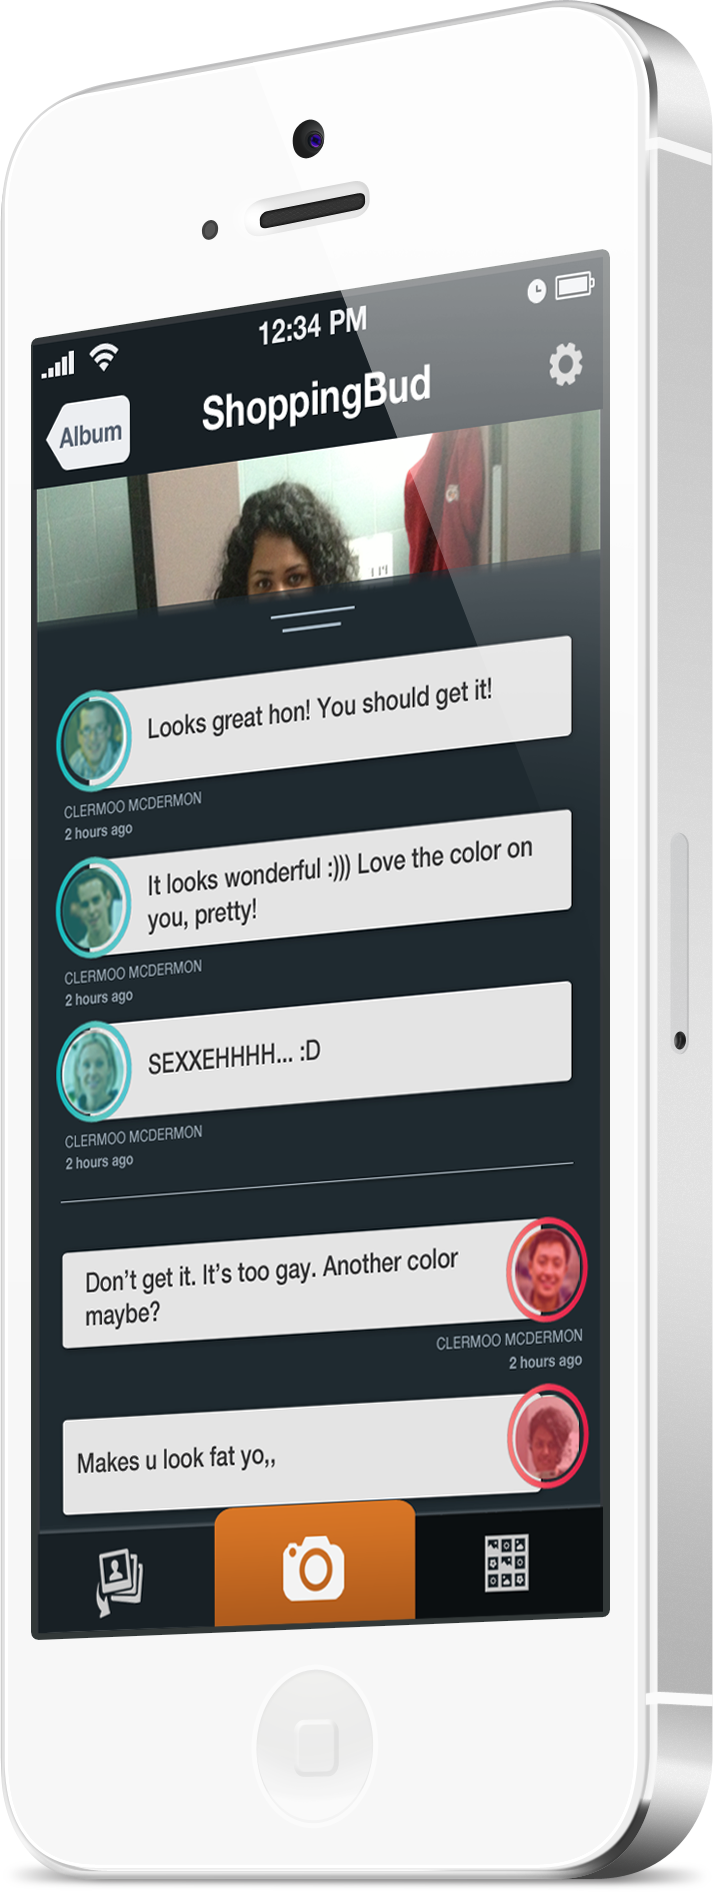 12:34 PM
Album
ShoppingBud
Looks great hon! You should get it!
CLERMOO MCDERMON
2 hours ago
It looks wonderful :))) Love the color on
you, pretty!
CLERMOO MCDERMON
2 hours ago
SEXXEHHHH... :D
CLERMOO MCDERMON
2 hours ago
Don’t get it. It’s too gay. Another color
maybe?
CLERMOO MCDERMON
2 hours ago
Makes u look fat yo,,